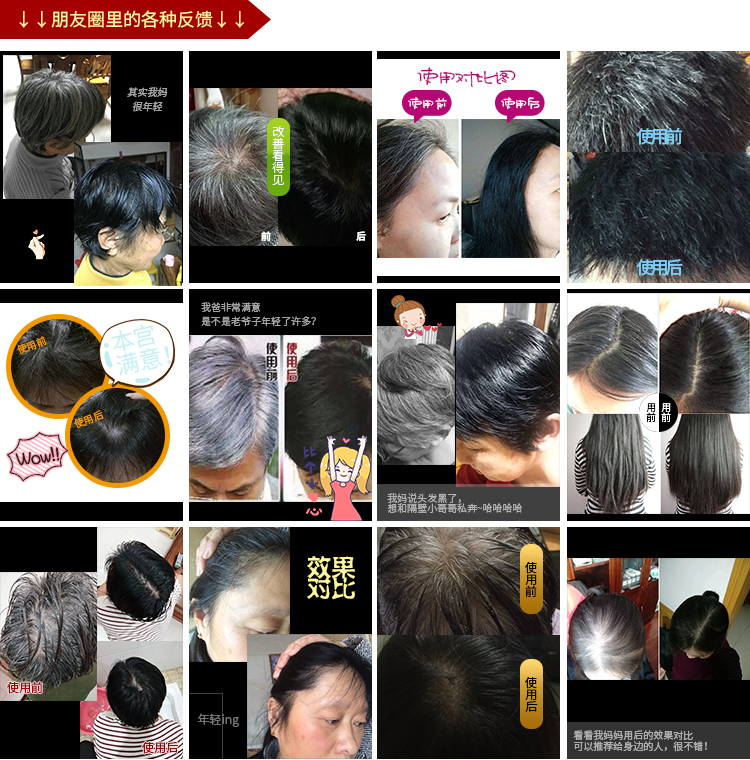 ↓↓朋友圈里的各种反馈↓↓
其实我妈
很年轻
改善看得见
前
后
使用对比图
使用前
使用后
使用前
使用后
使用前
本宫
满意!
使用后
Wow!!
我爸非常满意
是不是老爷子年轻了许多?
使用前
使用后
比个心
我妈说头发黑了,
想和隔壁小哥哥私奔~哈哈哈哈
用前
用前
使用前
使用后
效果
对比
年轻ing
使用前
使用后
看看我妈妈用后的效果对比
可以推荐给身边的人，很不错!